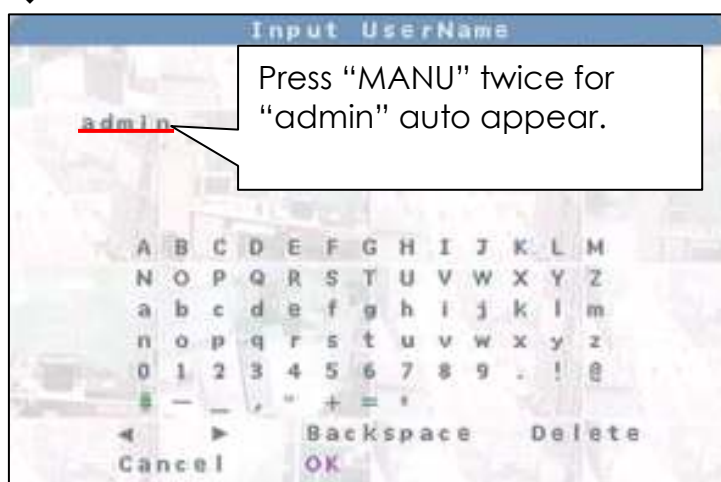 Input UserName
Press “MANU” twice for
“admin” auto appear.
admin
A B C D E F G H I J K L M
N O P Q R S T U V W X Y Z
a b c d e f g h i j k l m
n o p q r s t u v w x y z
0 1 2 3 4 5 6 7 8 9 . ! @
# — _ , " + =
◄ ► Backspace Delete
Cancel OK